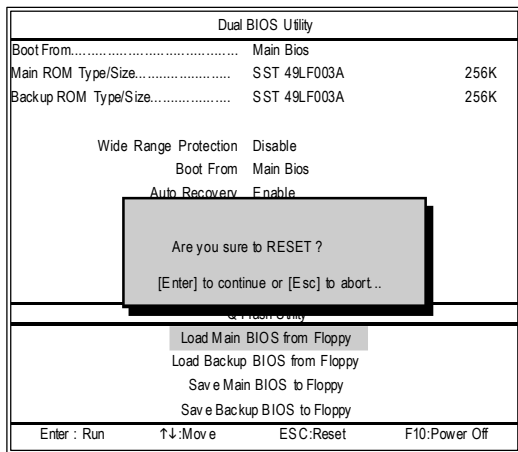 Dual BIOS Utility
Boot From....................................... Main Bios
Main ROM Type/Size....................... SST 49LF003A 256K
Backup ROM Type/Size................... SST 49LF003A 256K
Wide Range Protection Disable
Boot From Main Bios
Auto Recovery Enable
Are you sure to RESET ?
[Enter] to continue or [Esc] to abort...
Utility
Load Main BIOS from Floppy
Load Backup BIOS from Floppy
Save Main BIOS to Floppy
Save Backup BIOS to Floppy
Enter : Run ↑↓:Move ESC:Reset F10:Power Off